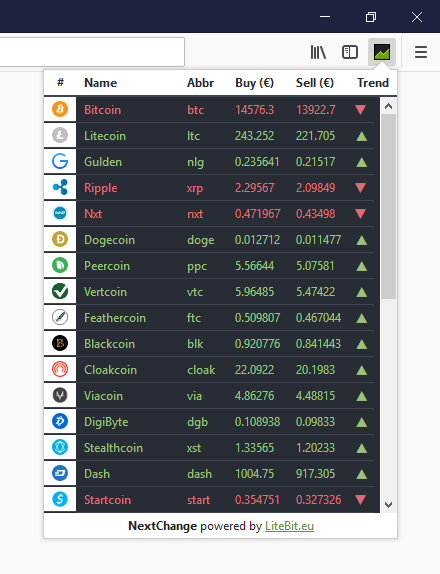 # Name Abbr Buy (€) Sell (€) Trend
Bitcoin btc 14576.3 13922.7
Litecoin ltc 243.252 221.705
Gulden nlg 0.235641 0.21517
Ripple xrp 2.29567 2.09849
Nxt nxt 0.471967 0.43498
Dogecoin doge 0.012712 0.011477
Peercoin ppc 5.56644 5.07581
Vertcoin vtc 5.96485 5.47422
Feathercoin ftc 0.509807 0.467044
Blackcoin blk 0.920776 0.841443
Cloakcoin cloak 22.0922 20.1983
Viacoin via 4.86276 4.48815
DigiByte dgb 0.108938 0.09833
Stealthcoin xst 1.33565 1.20233
Dash dash 1004.75 917.305
Startcoin start 0.354751 0.327326
NextChange powered by LiteBit.eu